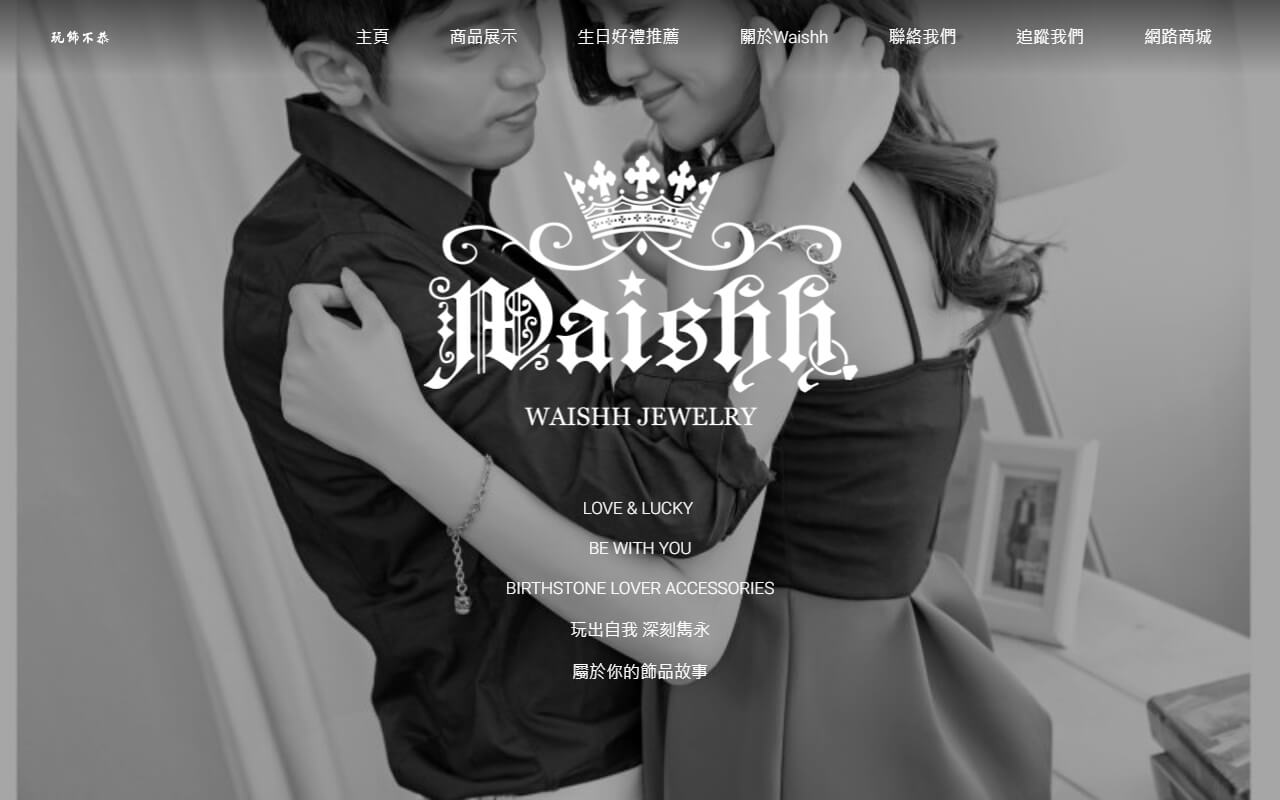 玩飾不恭
主頁 商品展示 生日好禮推薦 關於Waishh 聯絡我們 追蹤我們 網路商城
Waishh
WAISHH JEWELRY
LOVE & LUCKY
BE WITH YOU
BIRTHSTONE LOVER ACCESSORIES
玩出自我 深刻雋永
屬於你的飾品故事